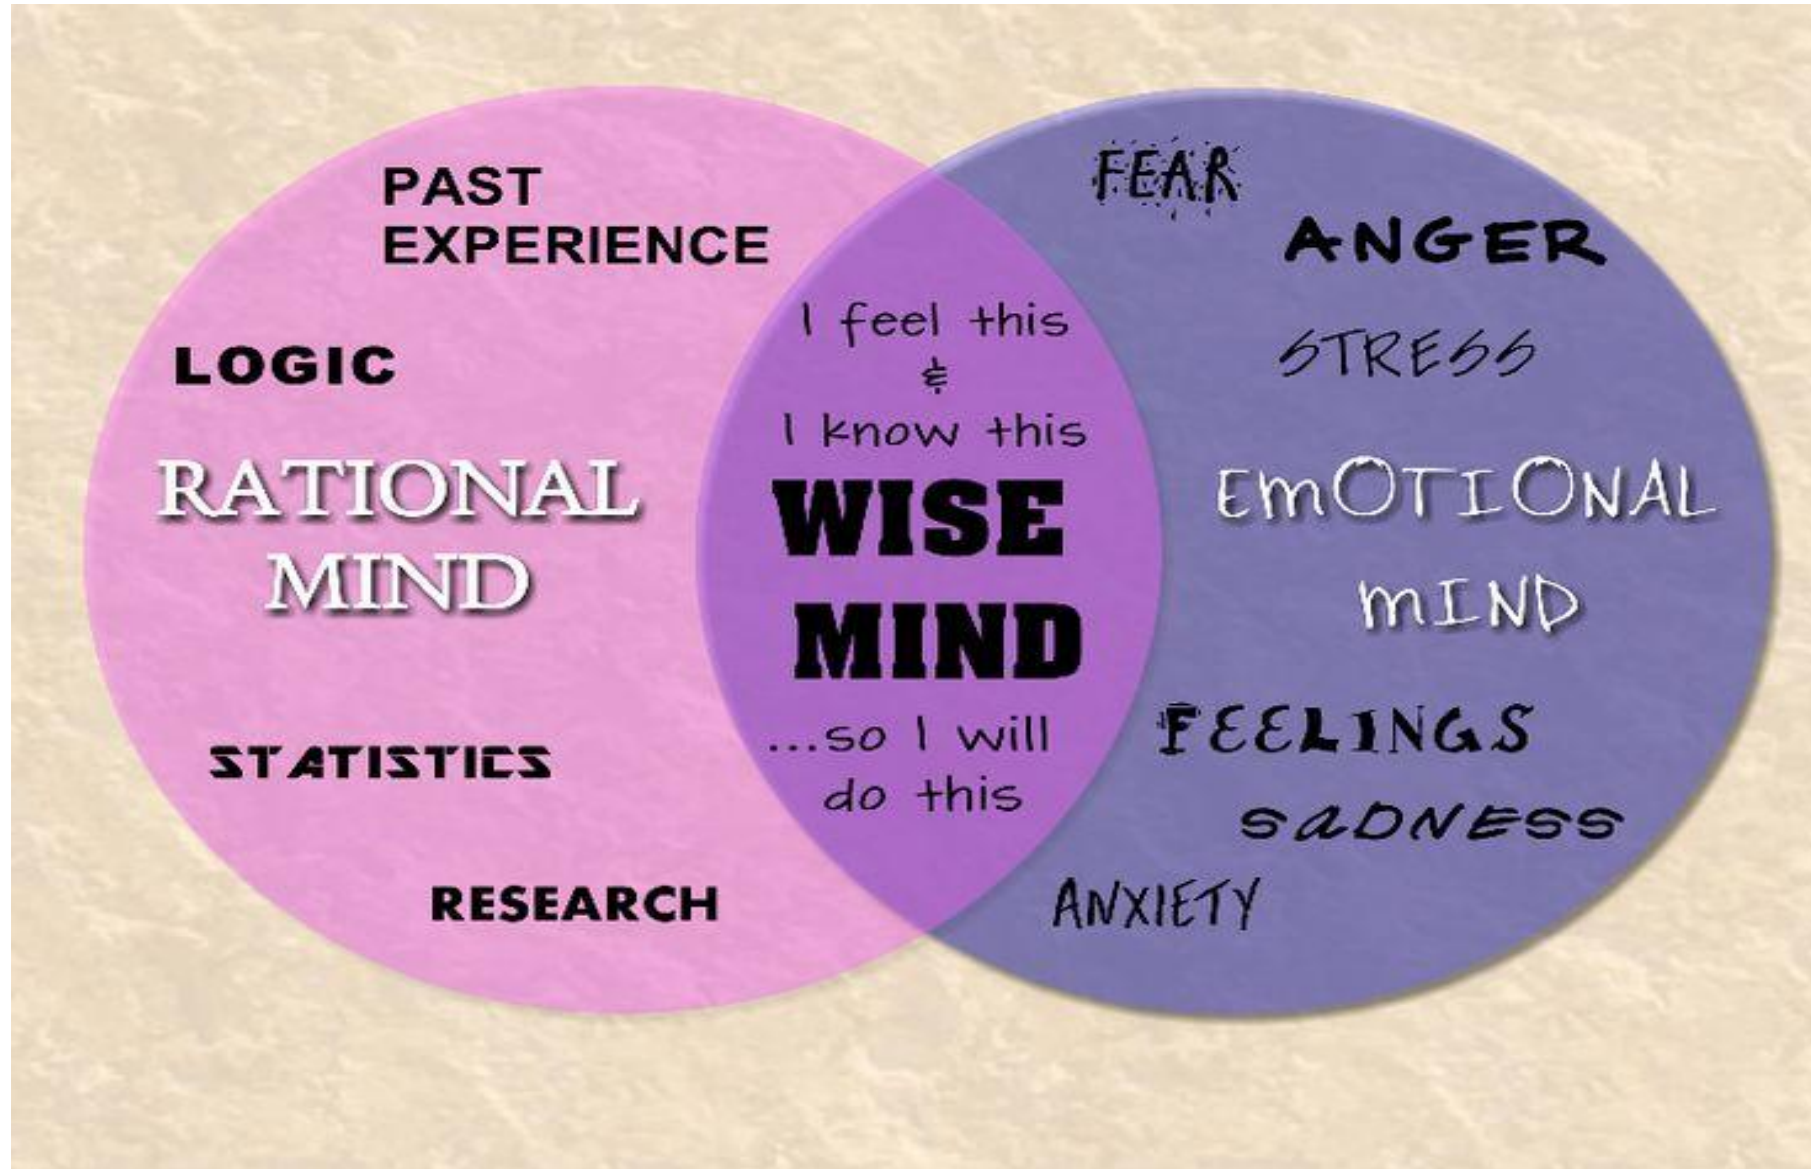 PAST
EXPERIENCE
LOGIC
RATIONAL
MIND
STATISTICS
RESEARCH
I feel this
&
I know this
WISE
MIND
...so I will
do this
FEAR
ANGER
STRESS
EmOTIONAL
mIND
FEELINGS
SaDNESS
ANXIETY